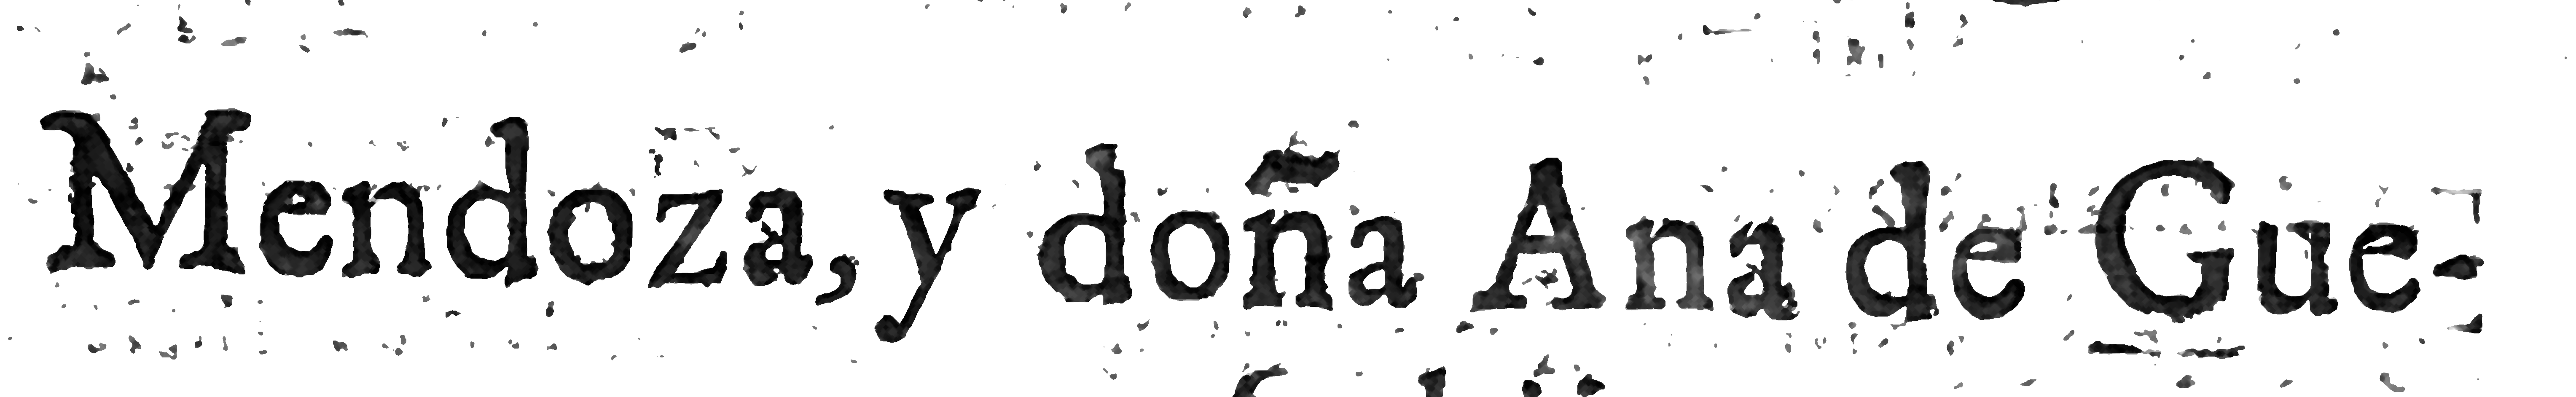 Mendoza, y doña Ana de Gue-